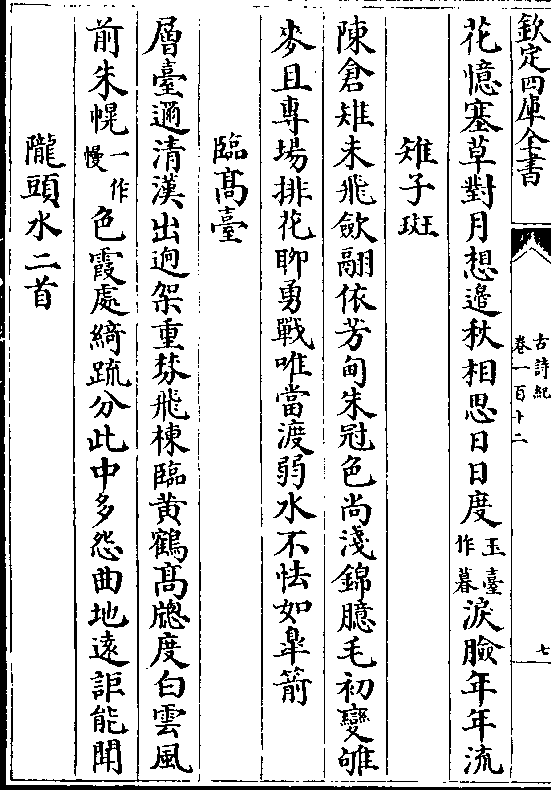 欽定四庫全書
古詩紀
卷一百十二
七
花憶塞草對月想邉秋相思日日度玉臺作暮淚臉年年流
雉子斑
陳倉雉未飛歛翮依芳甸朱冠色尚淺錦臆毛初變雊
麥且專場排花聊勇戰唯當渡弱水不怯如臯箭
臨髙臺
層臺邇清漢出逈架重棼飛棟臨黄鶴髙牕度白雲風
前朱幌一作慢色霞處綺疏分此中多怨曲地逺詎能聞
隴頭水二首